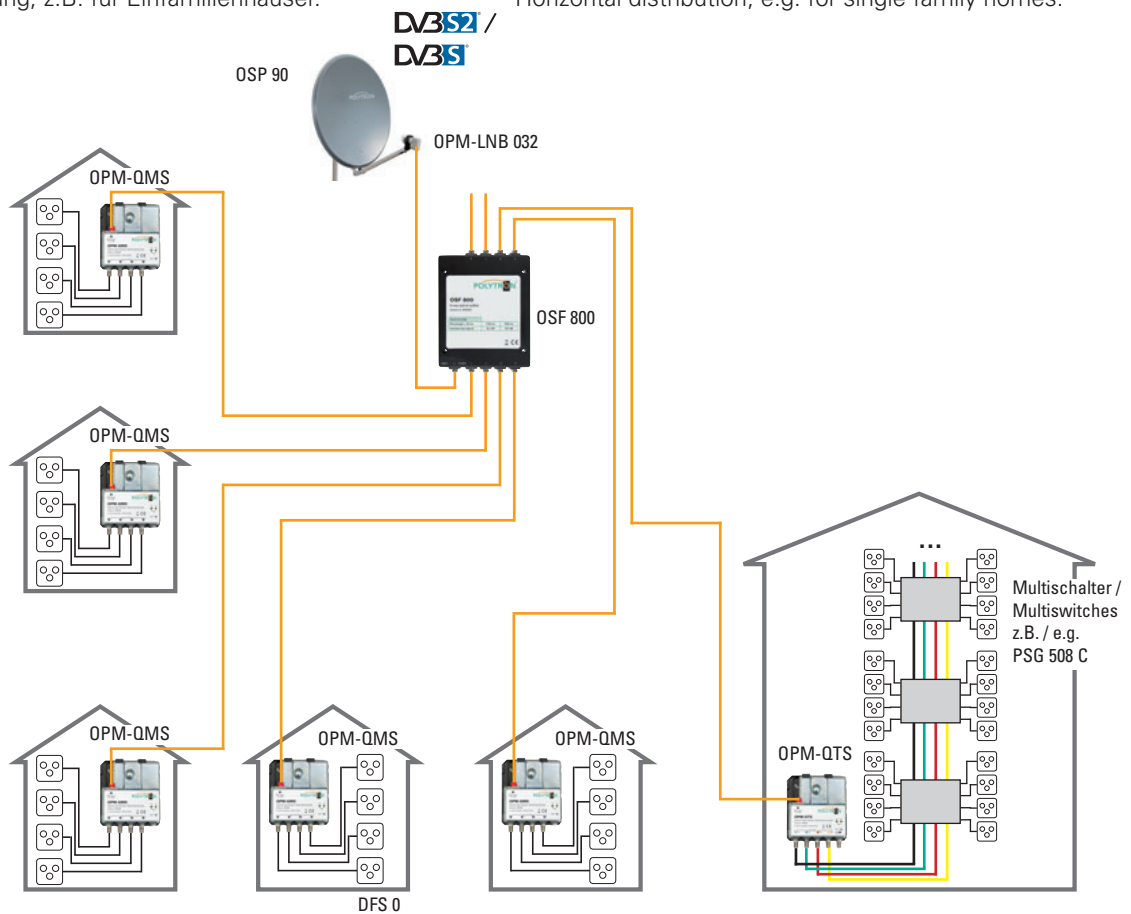 ung, z.B. für Einfamilienhäuser.
Horizontal distribution, e.g. for single family homes.
DVB S2 /
DVB S
OSP 90
OPM-LNB 032
OPM-QMS
POLYTRON
OSF 800
OSF 800
OPM-QMS
OPM-QMS
OPM-QMS
OPM-QMS
...
Multischalter /
Multiswitches
z.B. / e.g.
PSG 508 C
OPM-QTS
DFS 0